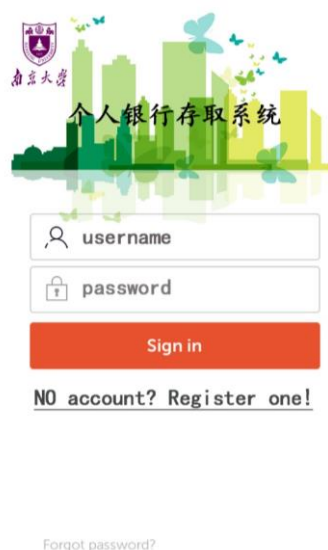 南京大学
个人银行存取系统
username
password
Sign in
NO account? Register one!
Forgot password?